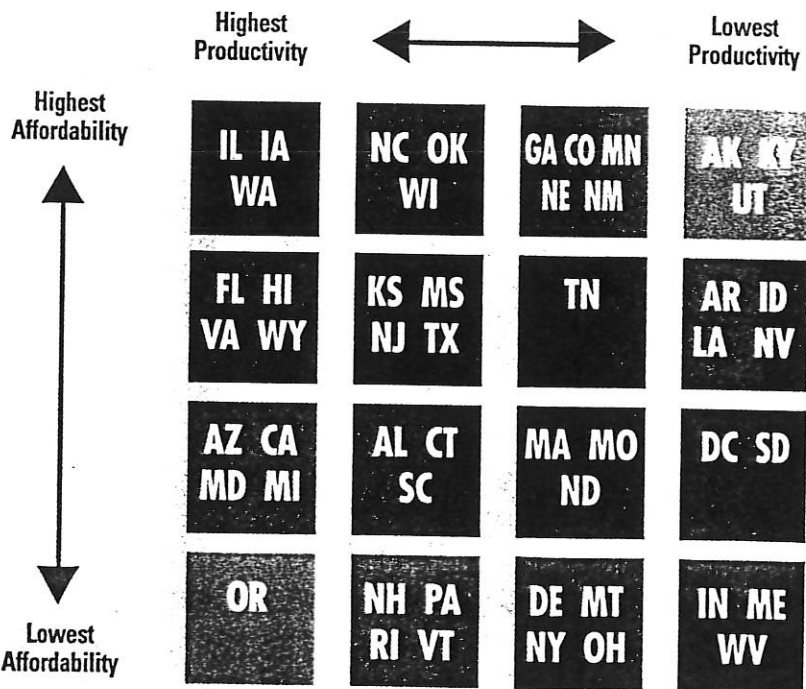 Highest
Productivity
Lowest
Productivity
Highest
Affordability
IL IA
WA
NC OK
WI
GA CO MN
NE NM
AK KY
UT
FL HI
VA WY
KS MS
NJ TX
TN
AR ID
LA NV
AZ CA
MD MI
AL CT
SC
MA MO
ND
DC SD
Lowest
Affordability
OR
NH PA
RI VT
DE MT
NY OH
IN ME
WV